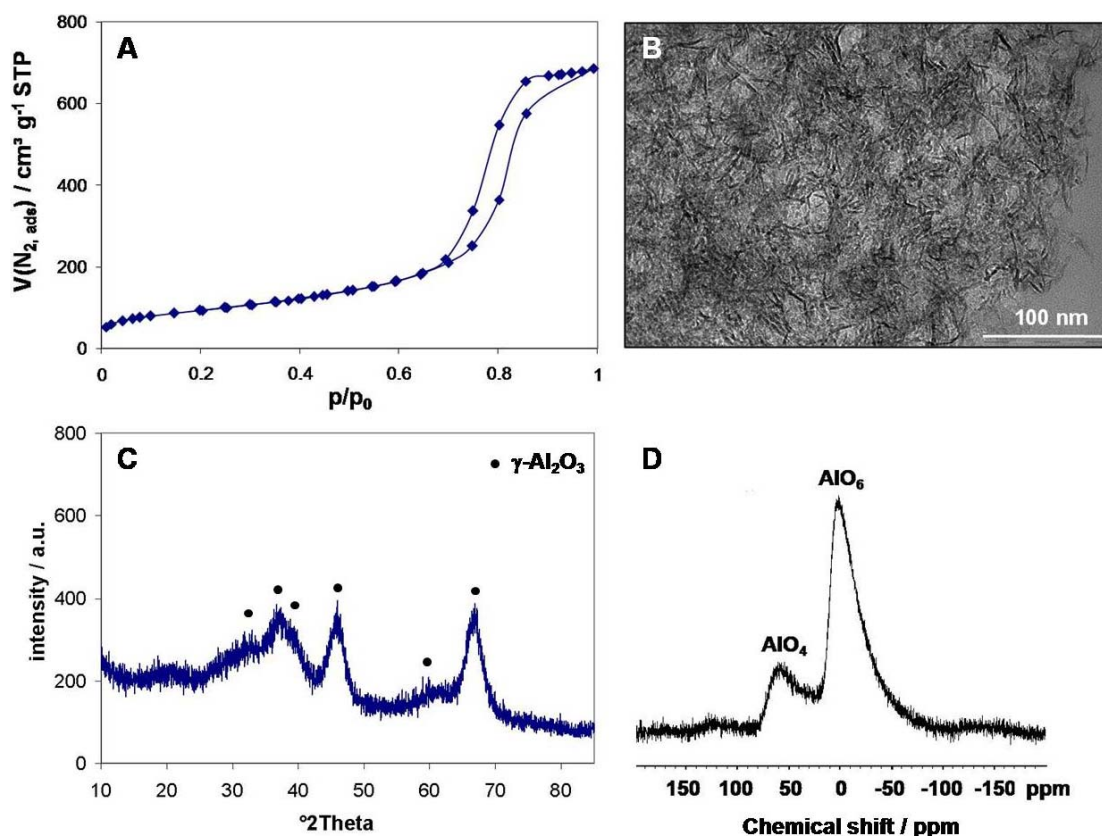 A
V(N₂, ads) / cm³ g⁻¹ STP
800
600
400
200
0
0 0.2 0.4 0.6 0.8 1
p/p₀
B
100 nm
C
● γ-Al₂O₃
intensity / a.u.
800
600
400
200
0
10 20 30 40 50 60 70 80
°2Theta
D
AlO₆
AlO₄
150 100 50 0 -50 -100 -150 ppm
Chemical shift / ppm